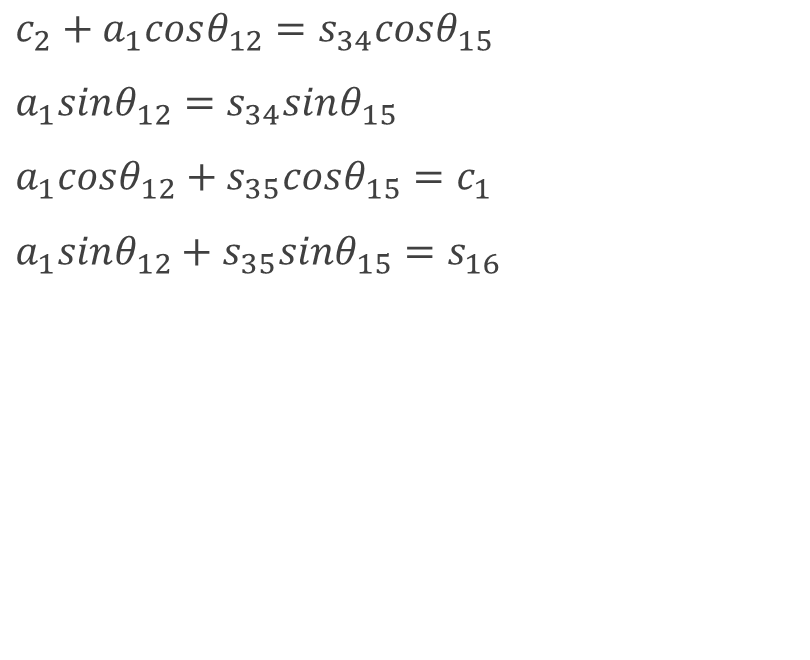 c₂ + a₁cosθ₁₂ = s₃₄cosθ₁₅
a₁sinθ₁₂ = s₃₄sinθ₁₅
a₁cosθ₁₂ + s₃₅cosθ₁₅ = c₁
a₁sinθ₁₂ + s₃₅sinθ₁₅ = s₁₆